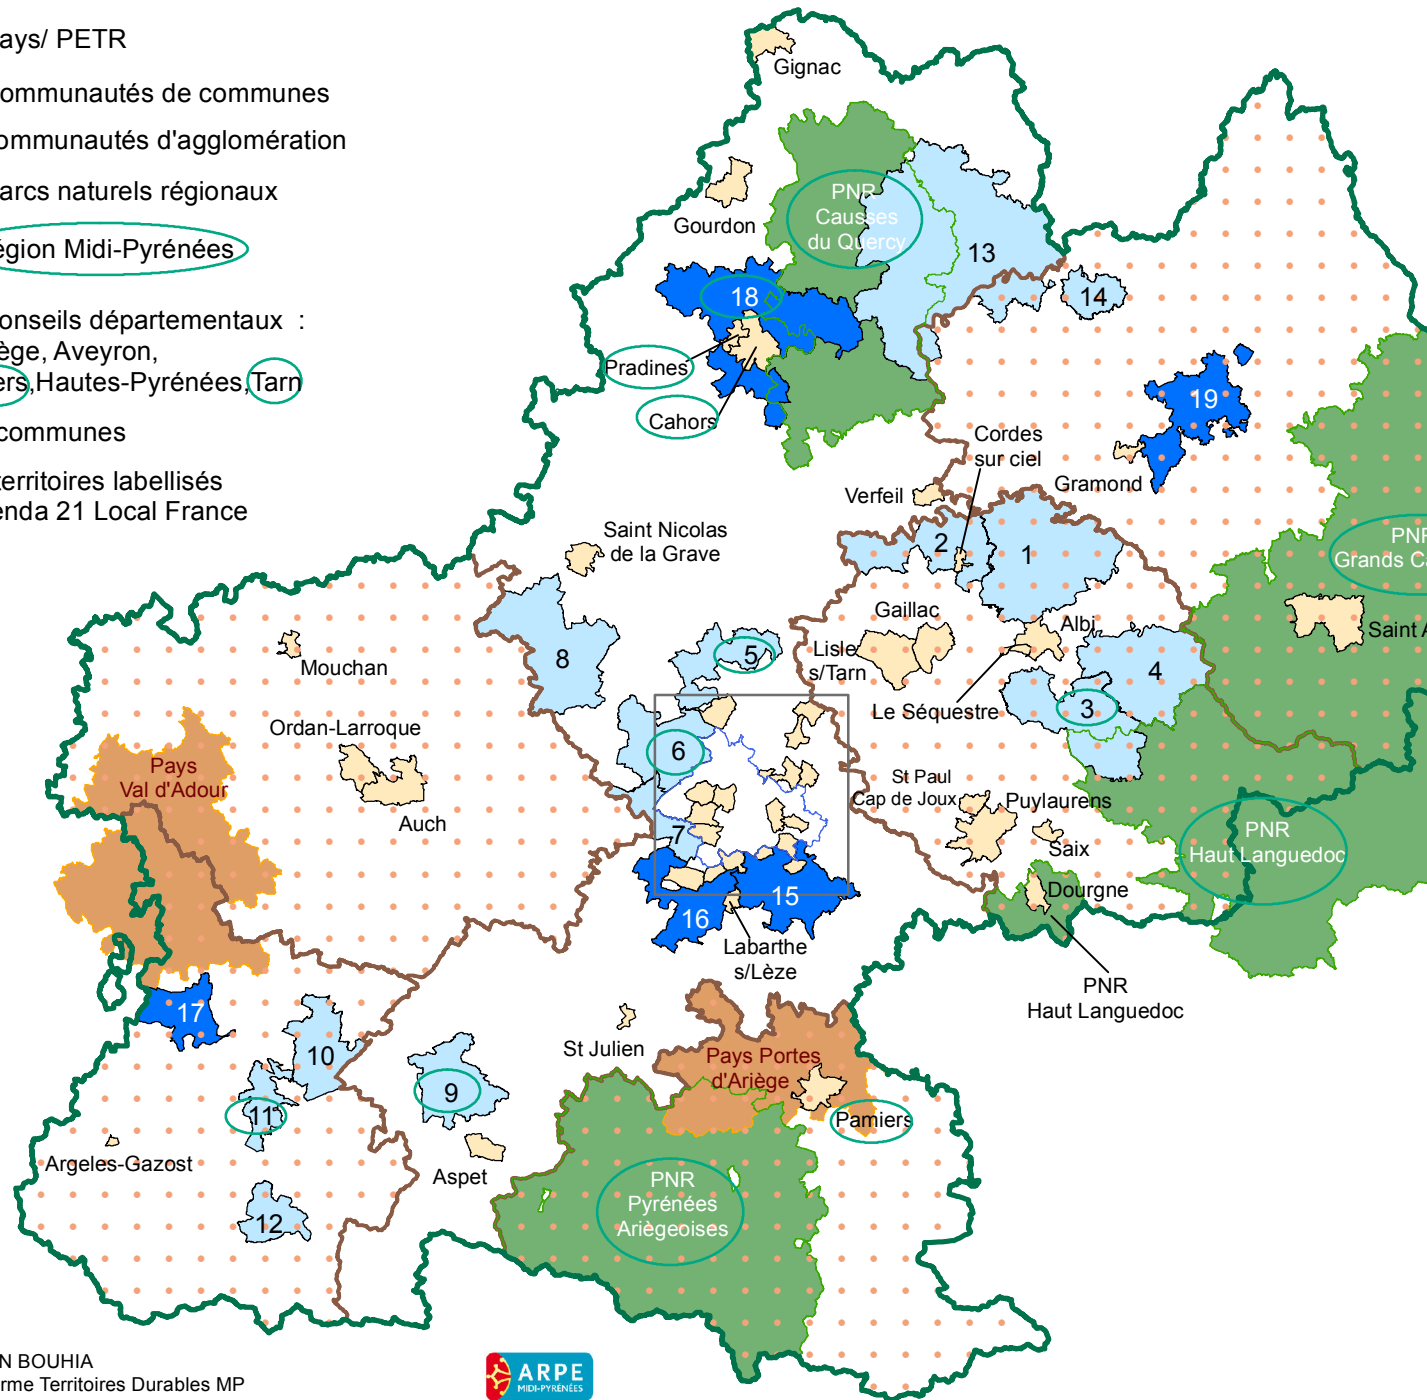 ays/ PETR
ommunautés de communes
ommunautés d'agglomération
arcs naturels régionaux
égion Midi-Pyrénées
onseils départementaux :
iège, Aveyron,
ers,Hautes-Pyrénées,Tarn
communes
territoires labellisés
enda 21 Local France
Gignac
PNR
Causses
du Quercy
Gourdon
13
14
18
Pradines
Cahors
19
Cordes
sur ciel
Gramond
Verfeil
Saint Nicolas
de la Grave
2
1
PNR
Grands Ca
Gaillac
Albi
Saint A
Lisle
s/Tarn
Mouchan
8
5
4
Le Séquestre
3
Ordan-Larroque
6
Pays
Val d'Adour
St Paul
Cap de Joux
Puylaurens
Auch
7
Saix
PNR
Haut Languedoc
Dourgne
15
16
Labarthe
s/Lèze
PNR
Haut Languedoc
17
10
St Julien
Pays Portes
d'Ariège
9
11
Pamiers
Argeles-Gazost
Aspet
PNR
Pyrénées
Ariégeoises
12
N BOUHIA
rme Territoires Durables MP
ARPE
MIDI-PYRÉNÉES